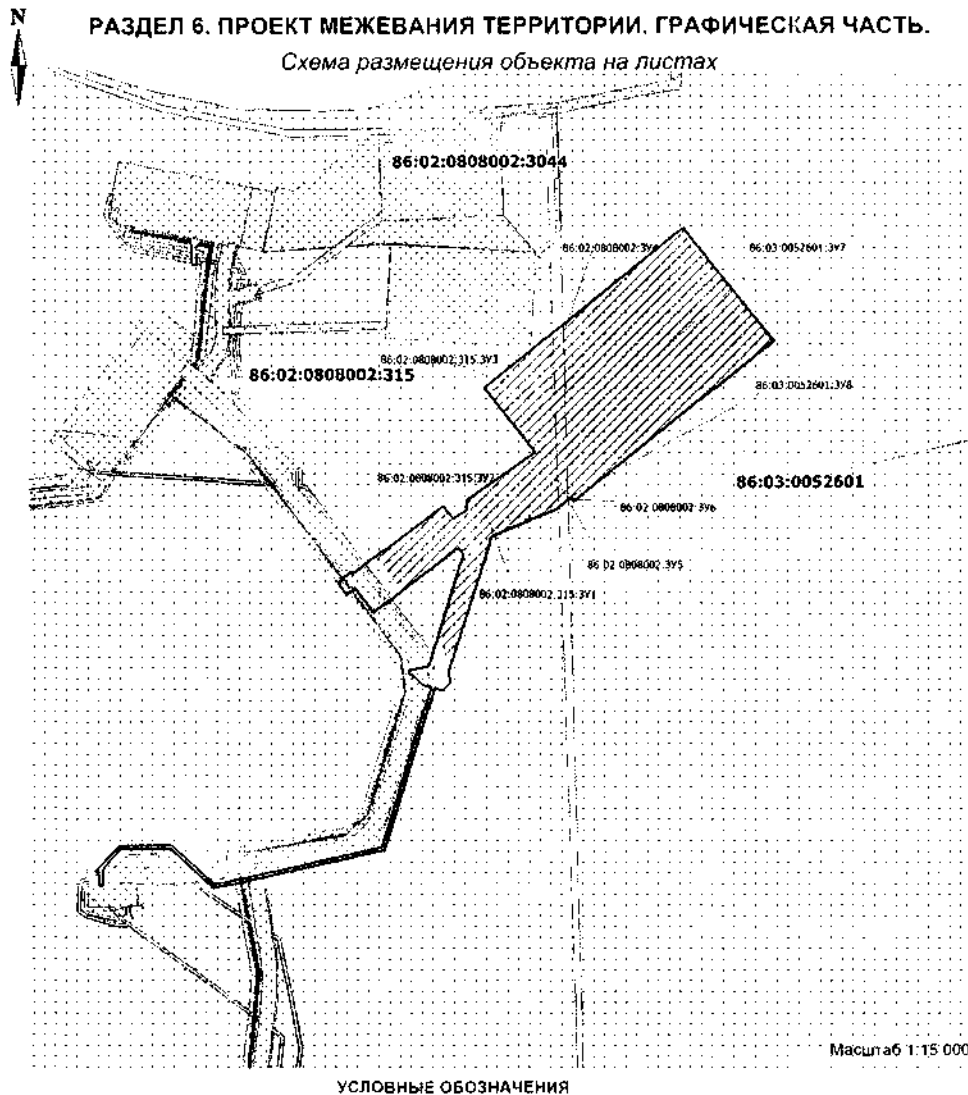 N
РАЗДЕЛ 6. ПРОЕКТ МЕЖЕВАНИЯ ТЕРРИТОРИИ. ГРАФИЧЕСКАЯ ЧАСТЬ.
Схема размещения объекта на листах
86:02:0808002:3044
86:02:0808002:ЗУ4
86:03:0052601:ЗУ7
86:02:0808002:315:ЗУ3
86:02:0808002:315
86:03:0052601:ЗУ8
86:02:0808002:315:ЗУ2
86:03:0052601
86:02:0808002:ЗУ6
86:02:0808002:ЗУ5
86:02:0808002:315:ЗУ1
Масштаб 1:15 000
УСЛОВНЫЕ ОБОЗНАЧЕНИЯ